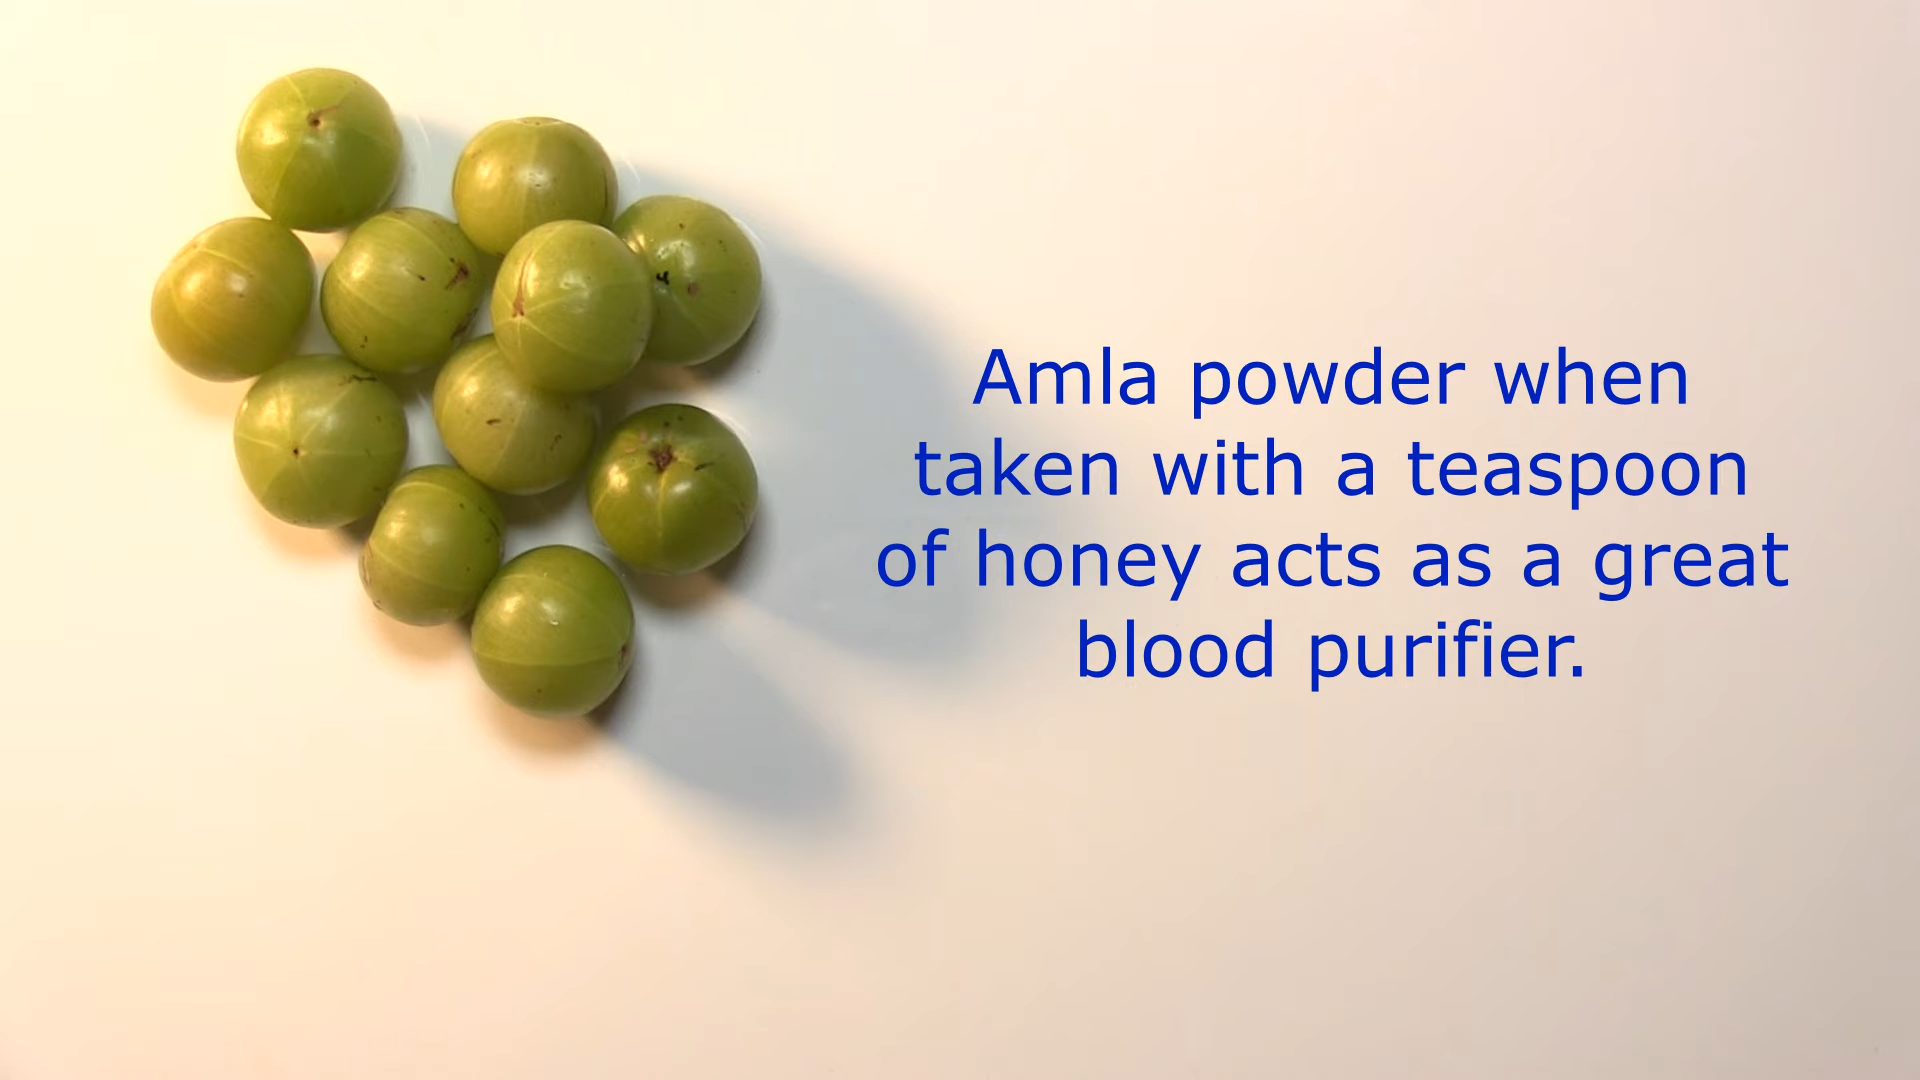 Amla powder when
taken with a teaspoon
of honey acts as a great
blood purifier.